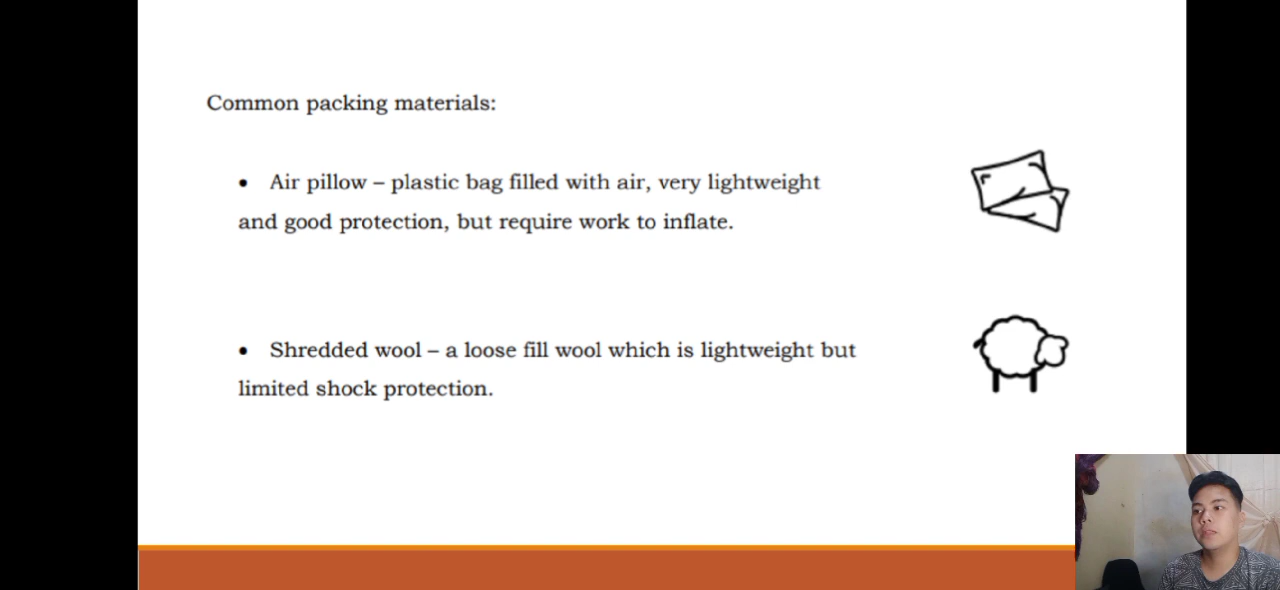 Common packing materials:
• Air pillow – plastic bag filled with air, very lightweight
and good protection, but require work to inflate.
• Shredded wool – a loose fill wool which is lightweight but
limited shock protection.